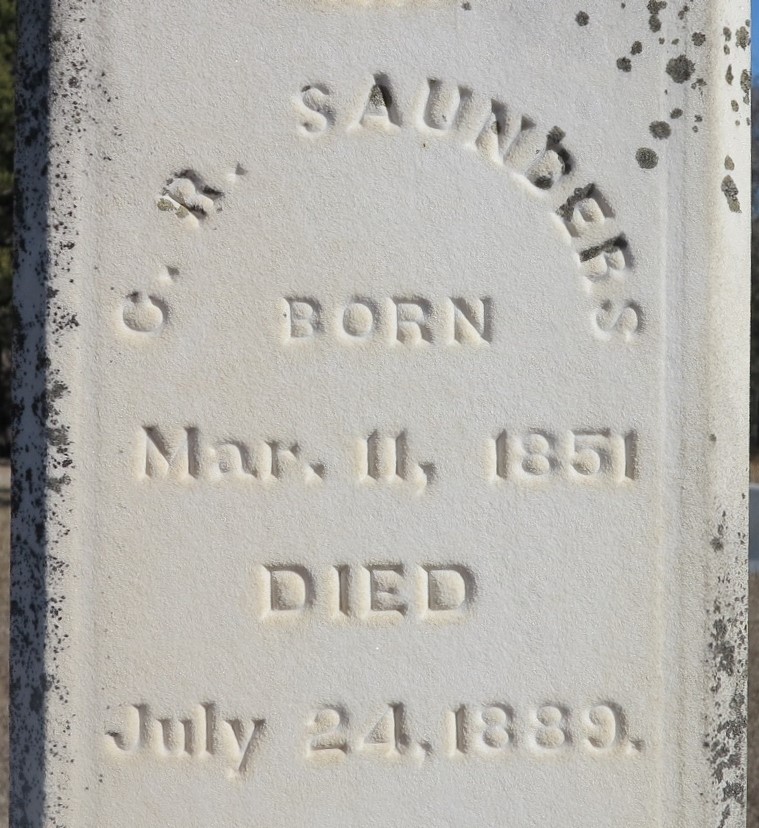 C. R. SAUNDERS
BORN
Mar. 11, 1851
DIED
July 24, 1889.